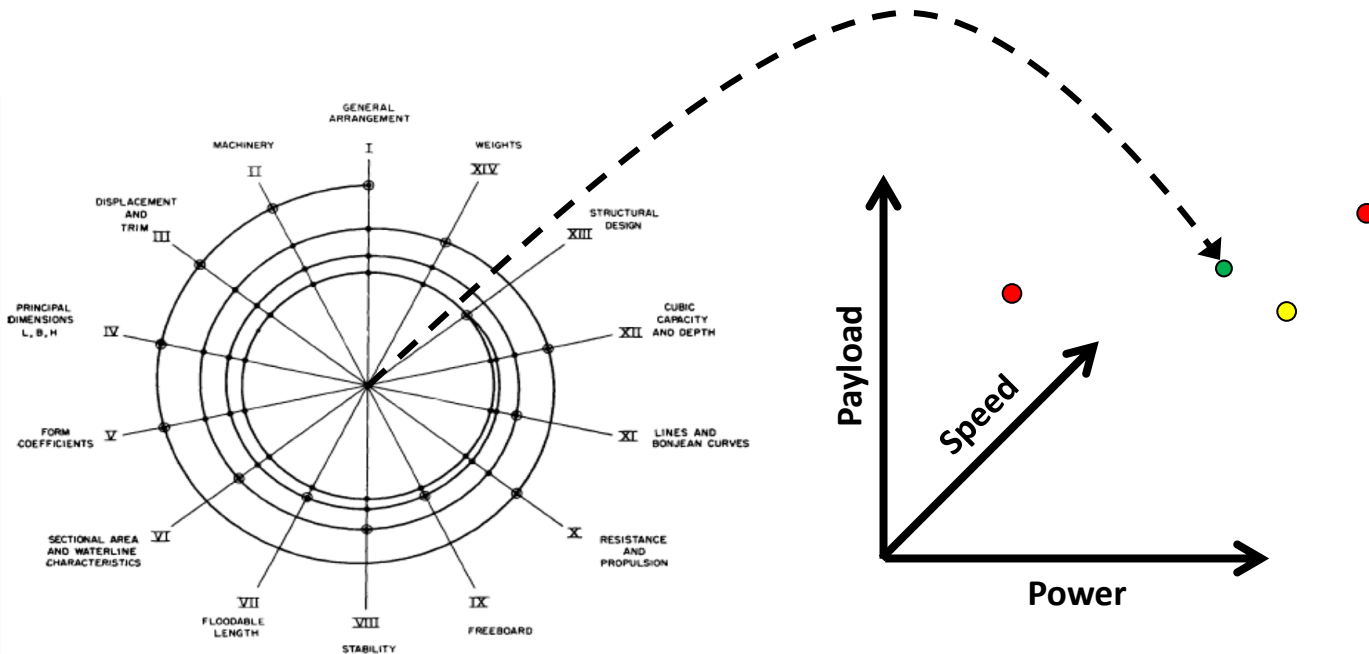 GENERAL
ARRANGEMENT
I
MACHINERY
II
WEIGHTS
XIV
DISPLACEMENT
AND
TRIM
III
STRUCTURAL
DESIGN
XIII
PRINCIPAL
DIMENSIONS
L, B, H
IV
CUBIC
CAPACITY
AND DEPTH
XII
FORM
COEFFICIENTS
V
LINES AND
BONJEAN CURVES
XI
SECTIONAL AREA
AND WATERLINE
CHARACTERISTICS
VI
RESISTANCE
AND
PROPULSION
X
VII
FLOODABLE
LENGTH
VIII
STABILITY
IX
FREEBOARD
Payload
Speed
Power